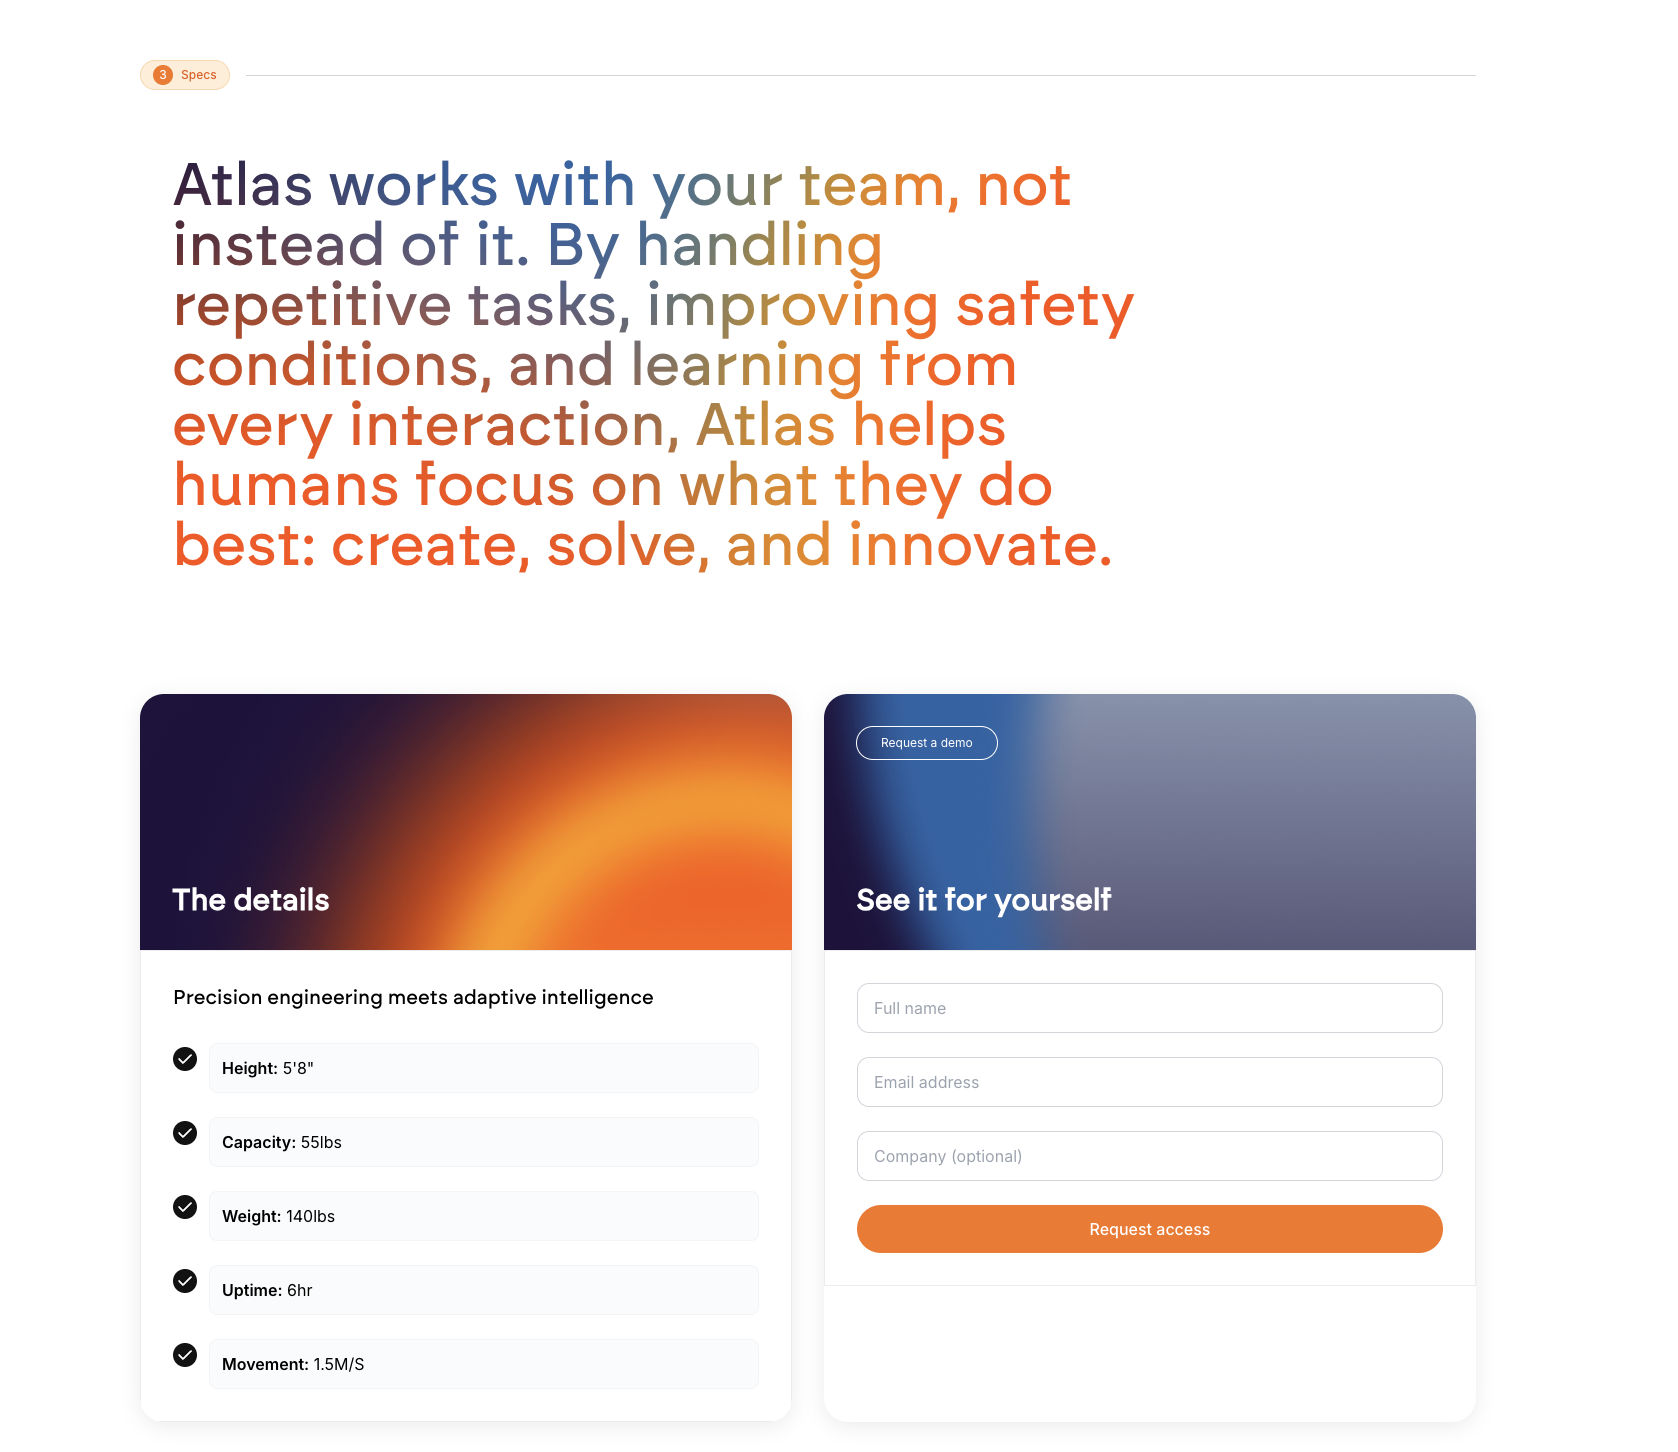 3 Specs
Atlas works with your team, not
instead of it. By handling
repetitive tasks, improving safety
conditions, and learning from
every interaction, Atlas helps
humans focus on what they do
best: create, solve, and innovate.
The details
Precision engineering meets adaptive intelligence
Height: 5'8"
Capacity: 55lbs
Weight: 140lbs
Uptime: 6hr
Movement: 1.5M/S
Request a demo
See it for yourself
Full name
Email address
Company (optional)
Request access